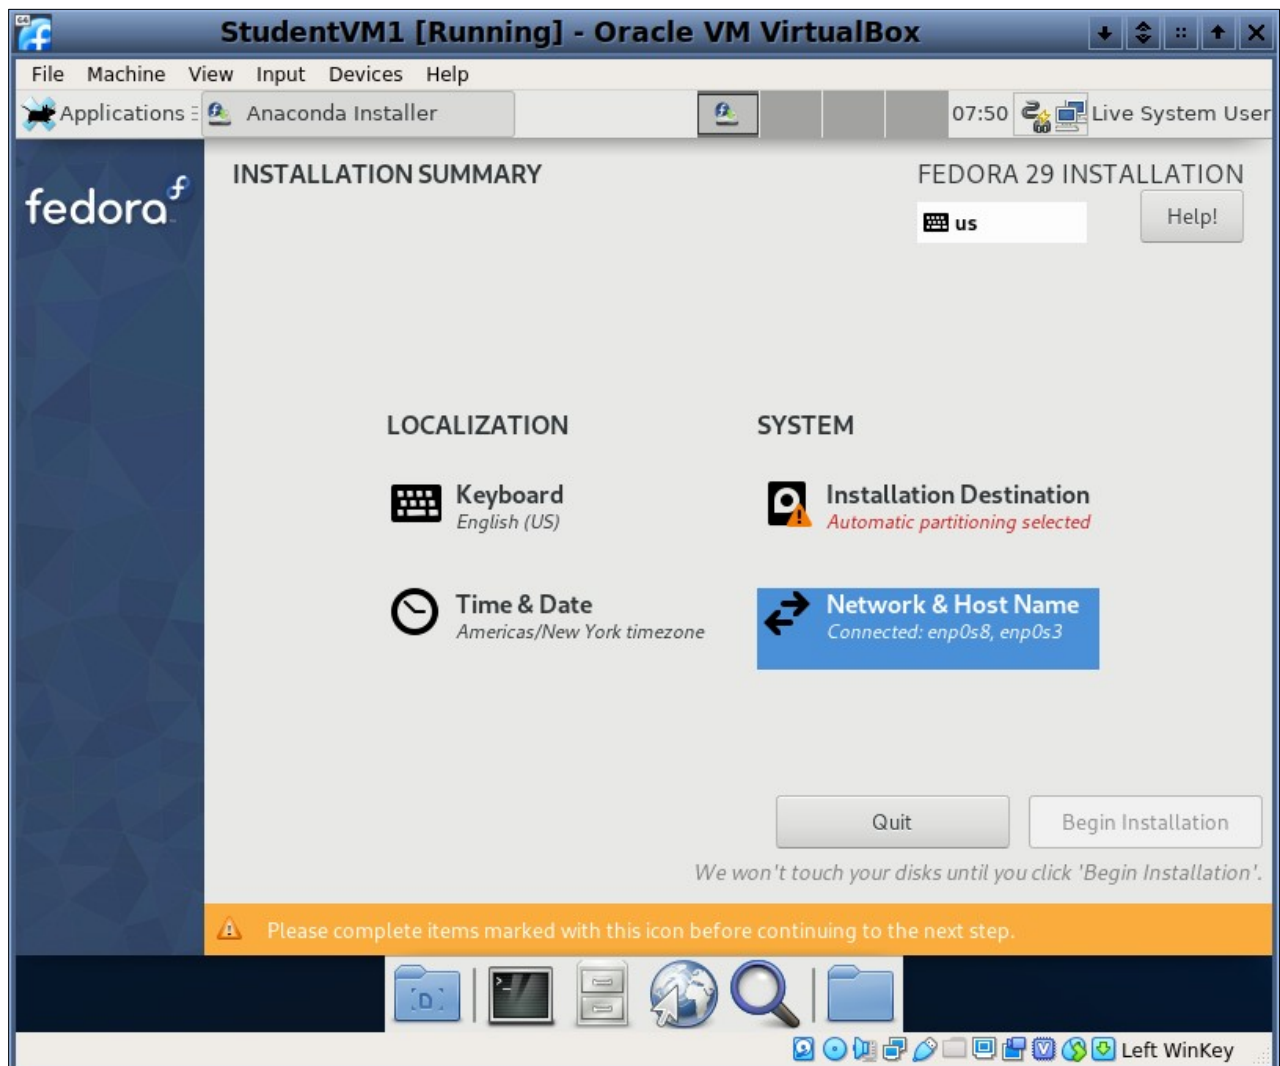 StudentVM1 [Running] - Oracle VM VirtualBox
File Machine View Input Devices Help
Applications Anaconda Installer 07:50 Live System User
fedora
INSTALLATION SUMMARY
FEDORA 29 INSTALLATION
us
Help!
LOCALIZATION
SYSTEM
Keyboard
English (US)
Installation Destination
Automatic partitioning selected
Time & Date
Americas/New York timezone
Network & Host Name
Connected: enp0s8, enp0s3
Quit
Begin Installation
We won't touch your disks until you click 'Begin Installation'.
Please complete items marked with this icon before continuing to the next step.
Left WinKey